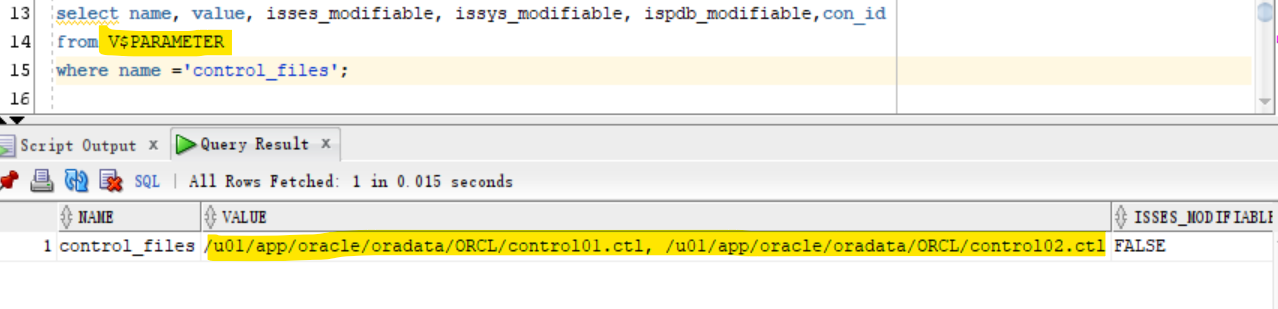 13 select name, value, isses_modifiable, issys_modifiable, ispdb_modifiable,con_id
14 from V$PARAMETER
15 where name ='control_files';
16
Script Output x Query Result x
SQL | All Rows Fetched: 1 in 0.015 seconds
NAME VALUE ISSES_MODIFIABLE
1 control_files /u01/app/oracle/oradata/ORCL/control01.ctl, /u01/app/oracle/oradata/ORCL/control02.ctl FALSE